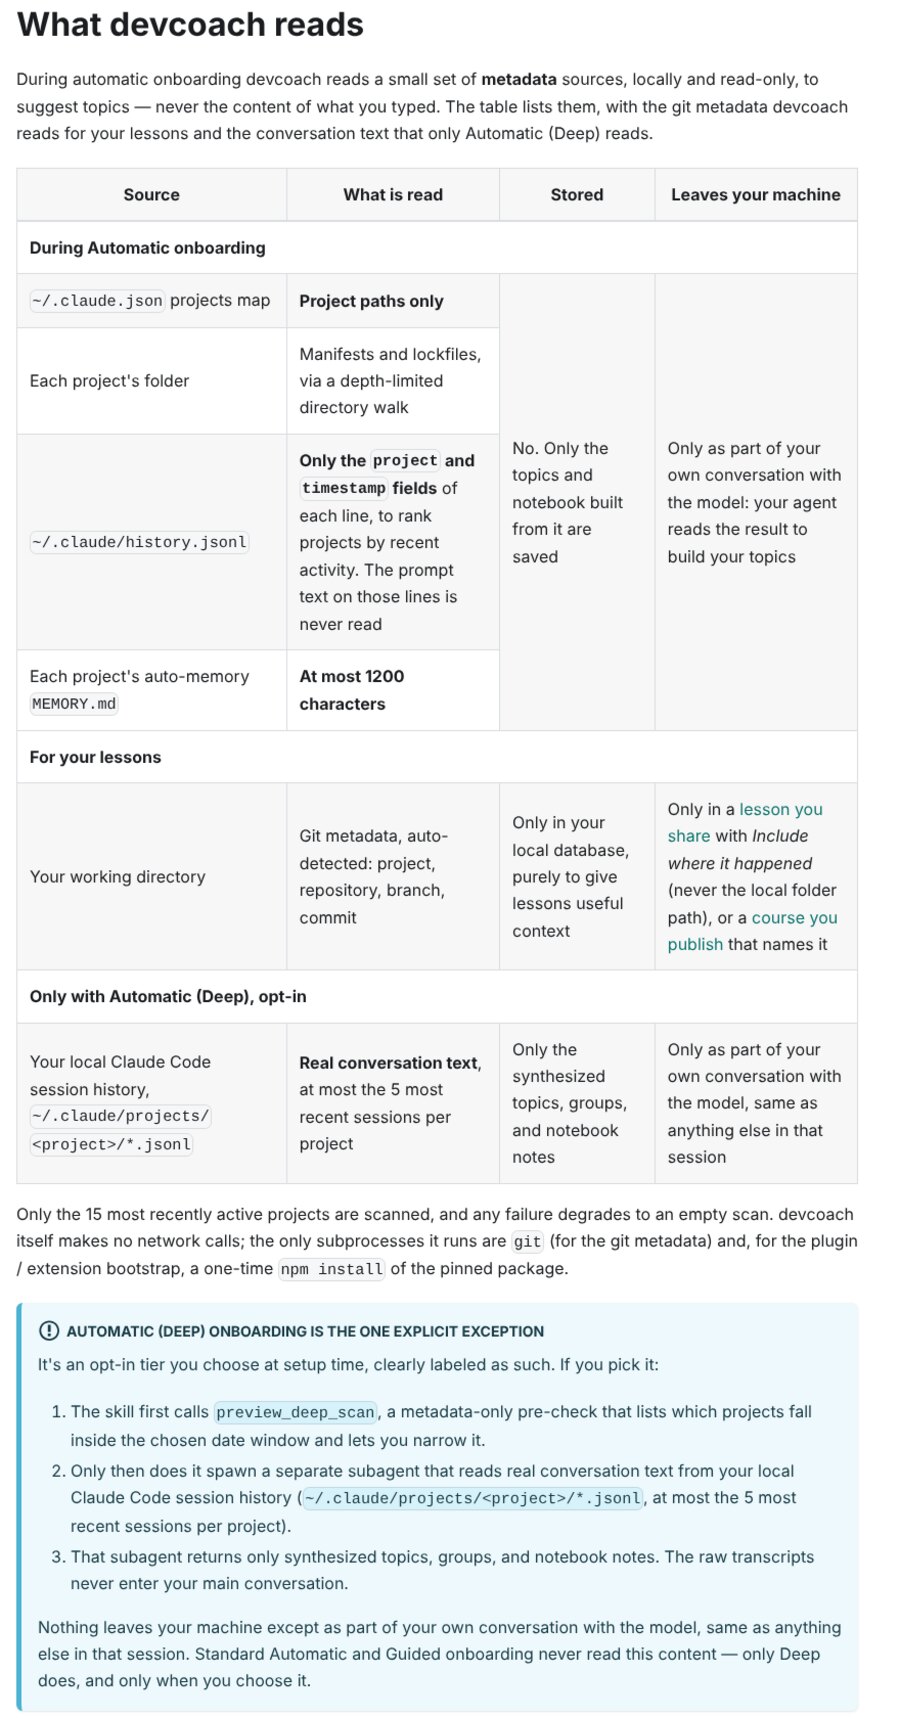 What devcoach reads
During automatic onboarding devcoach reads a small set of metadata sources, locally and read-only, to
suggest topics — never the content of what you typed. The table lists them, with the git metadata devcoach
reads for your lessons and the conversation text that only Automatic (Deep) reads.
Source What is read Stored Leaves your machine
During Automatic onboarding
~/.claude.json projects map
Project paths only
Each project's folder
Manifests and lockfiles,
via a depth-limited
directory walk
~/.claude/history.jsonl
Only the project and
timestamp fields of
each line, to rank
projects by recent
activity. The prompt
text on those lines is
never read
Each project's auto-memory
MEMORY.md
At most 1200
characters
No. Only the
topics and
notebook built
from it are
saved
Only as part of your
own conversation with
the model: your agent
reads the result to
build your topics
For your lessons
Your working directory
Git metadata, auto-
detected: project,
repository, branch,
commit
Only in your
local database,
purely to give
lessons useful
context
Only in a lesson you
share with Include
where it happened
(never the local folder
path), or a course you
publish that names it
Only with Automatic (Deep), opt-in
Your local Claude Code
session history,
~/.claude/projects/
<project>/*.jsonl
Real conversation text,
at most the 5 most
recent sessions per
project
Only the
synthesized
topics, groups,
and notebook
notes
Only as part of your
own conversation with
the model, same as
anything else in that
session
Only the 15 most recently active projects are scanned, and any failure degrades to an empty scan. devcoach
itself makes no network calls; the only subprocesses it runs are git (for the git metadata) and, for the plugin
/ extension bootstrap, a one-time npm install of the pinned package.
AUTOMATIC (DEEP) ONBOARDING IS THE ONE EXPLICIT EXCEPTION
It's an opt-in tier you choose at setup time, clearly labeled as such. If you pick it:
1. The skill first calls preview_deep_scan, a metadata-only pre-check that lists which projects fall
inside the chosen date window and lets you narrow it.
2. Only then does it spawn a separate subagent that reads real conversation text from your local
Claude Code session history (~/.claude/projects/<project>/*.jsonl, at most the 5 most
recent sessions per project).
3. That subagent returns only synthesized topics, groups, and notebook notes. The raw transcripts
never enter your main conversation.
Nothing leaves your machine except as part of your own conversation with the model, same as anything
else in that session. Standard Automatic and Guided onboarding never read this content — only Deep
does, and only when you choose it.